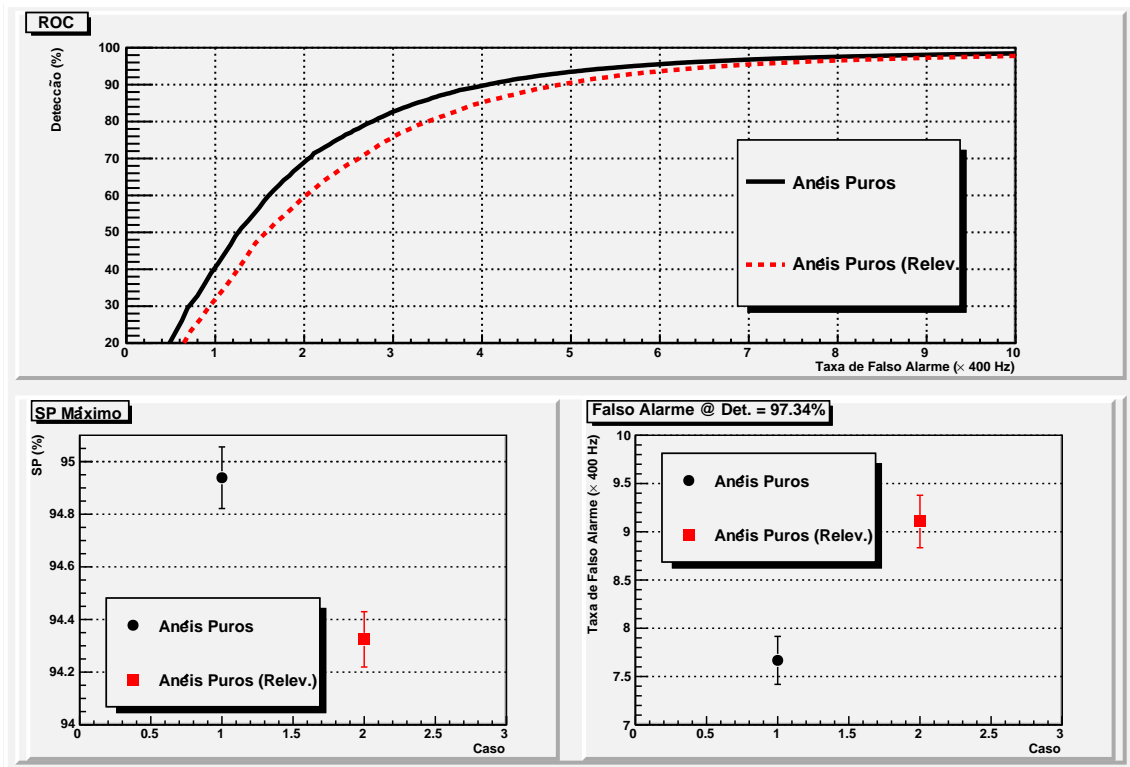 ROC
Deteccão (%)
100
90
80
70
60
50
40
30
20
0 1 2 3 4 5 6 7 8 9 10
Taxa de Falso Alarme (× 400 Hz)
Anéis Puros
Anéis Puros (Relev.)
SP Máximo
SP (%)
95
94.8
94.6
94.4
94.2
94
0 0.5 1 1.5 2 2.5 3
Caso
Anéis Puros
Anéis Puros (Relev.)
Falso Alarme @ Det. = 97.34%
Taxa de Falso Alarme (× 400 Hz)
10
9.5
9
8.5
8
7.5
7
0 0.5 1 1.5 2 2.5 3
Caso
Anéis Puros
Anéis Puros (Relev.)